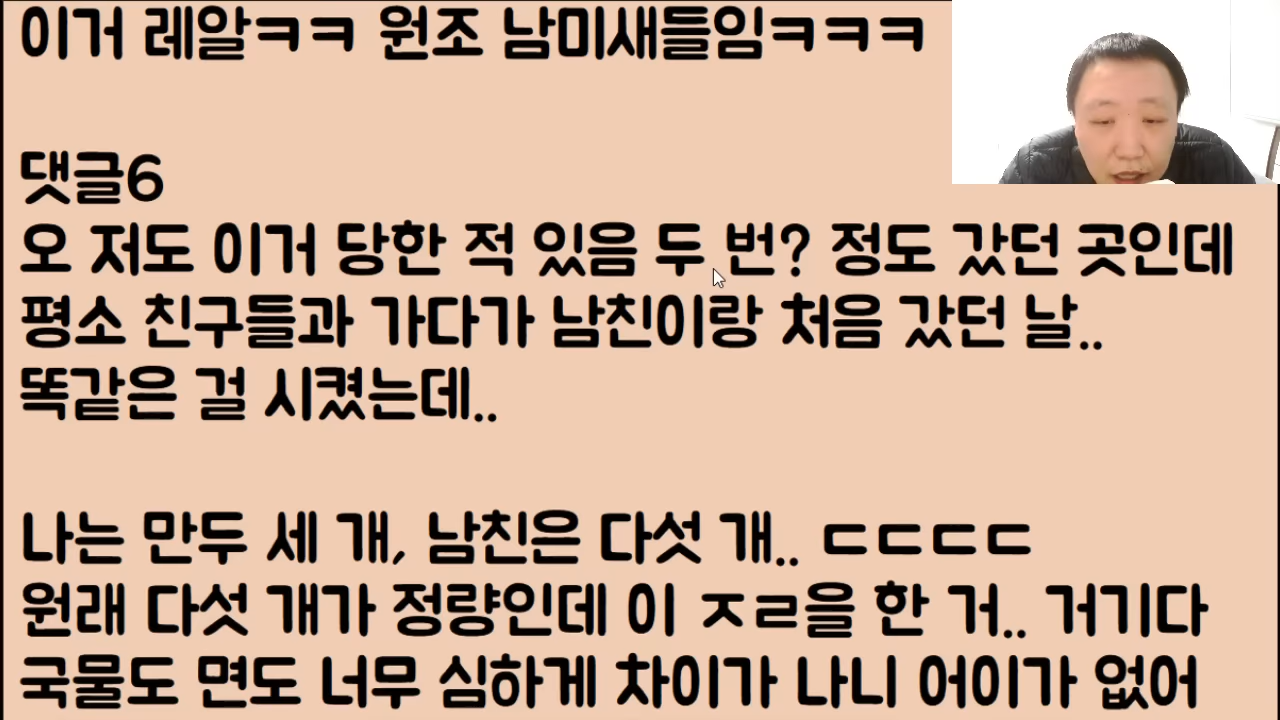 이거 레알ㅋㅋ 원조 남미새들임ㅋㅋㅋ
댓글6
오 저도 이거 당한 적 있음 두 번? 정도 갔던 곳인데
평소 친구들과 가다가 남친이랑 처음 갔던 날..
똑같은 걸 시켰는데..
나는 만두 세 개, 남친은 다섯 개.. ㄷㄷㄷㄷ
원래 다섯 개가 정량인데 이 ㅈㄹ을 한 거.. 거기다
국물도 면도 너무 심하게 차이가 나니 어이가 없어